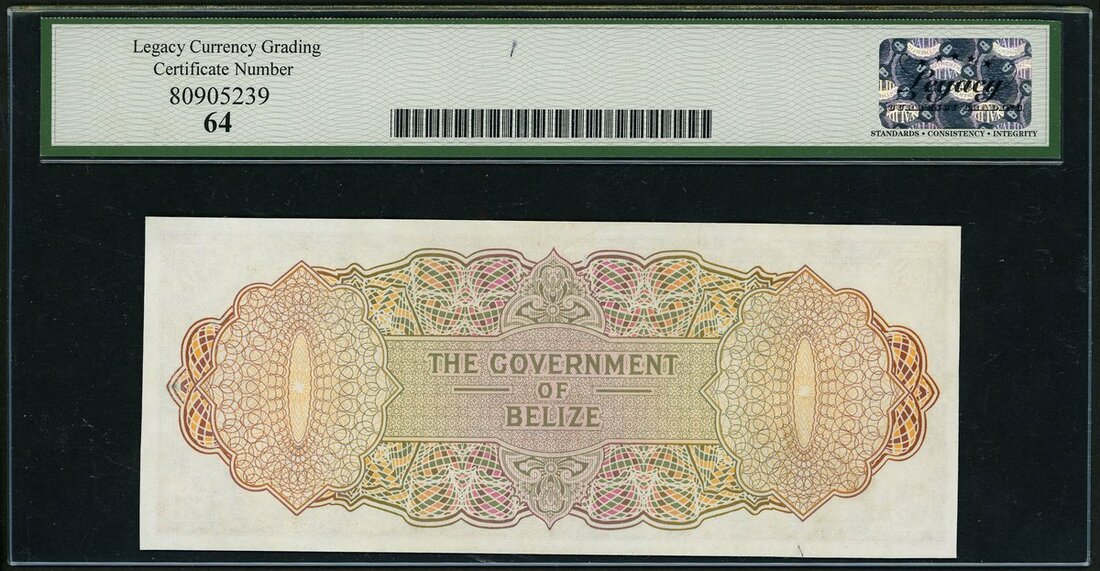 Legacy Currency Grading
Certificate Number
80905239
64
Legacy
STANDARDS • CONSISTENCY • INTEGRITY
THE GOVERNMENT
OF
BELIZE